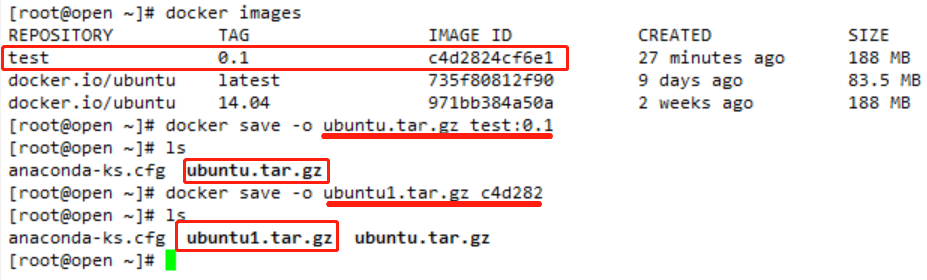 [root@open ~]# docker images
REPOSITORY TAG IMAGE ID CREATED SIZE
test 0.1 c4d2824cf6e1 27 minutes ago 188 MB
docker.io/ubuntu latest 735f80812f90 9 days ago 83.5 MB
docker.io/ubuntu 14.04 971bb384a50a 2 weeks ago 188 MB
[root@open ~]# docker save -o ubuntu.tar.gz test:0.1
[root@open ~]# ls
anaconda-ks.cfg ubuntu.tar.gz
[root@open ~]# docker save -o ubuntu1.tar.gz c4d282
[root@open ~]# ls
anaconda-ks.cfg ubuntu1.tar.gz ubuntu.tar.gz
[root@open ~]#